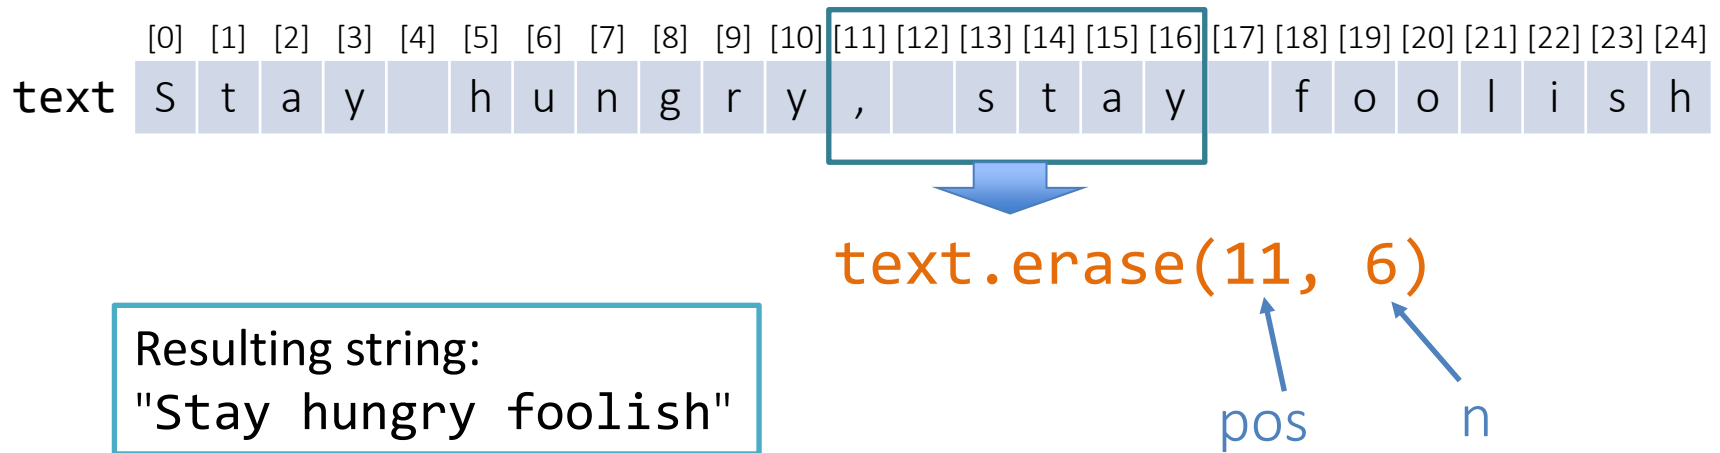 [0] [1] [2] [3] [4] [5] [6] [7] [8] [9] [10] [11] [12] [13] [14] [15] [16] [17] [18] [19] [20] [21] [22] [23] [24]
text S t a y h u n g r y , s t a y f o o l i s h
text.erase(11, 6)
Resulting string:
"Stay hungry foolish"
pos n